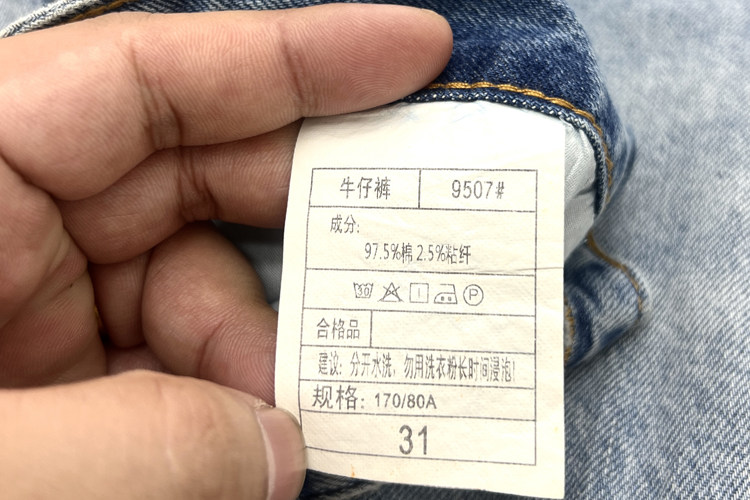 牛仔裤 9507#
成分:
97.5%棉 2.5%粘纤
30 P
合格品
建议: 分开水洗, 勿用洗衣粉长时间浸泡!
规格: 170/80A
31